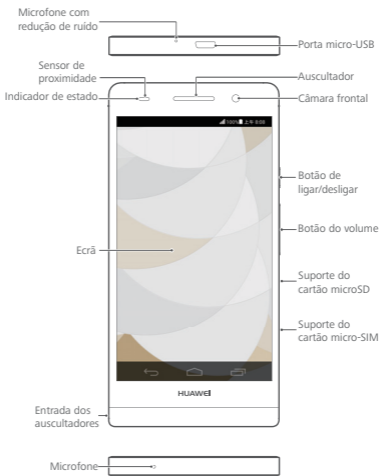 Microfone com
redução de ruído
Porta micro-USB
Sensor de
proximidade
Indicador de estado
Auscultador
Câmara frontal
100%
Botão de
ligar/desligar
Botão do volume
Ecrã
Suporte do
cartão microSD
Suporte do
cartão micro-SIM
HUAWEI
Entrada dos
auscultadores
Microfone